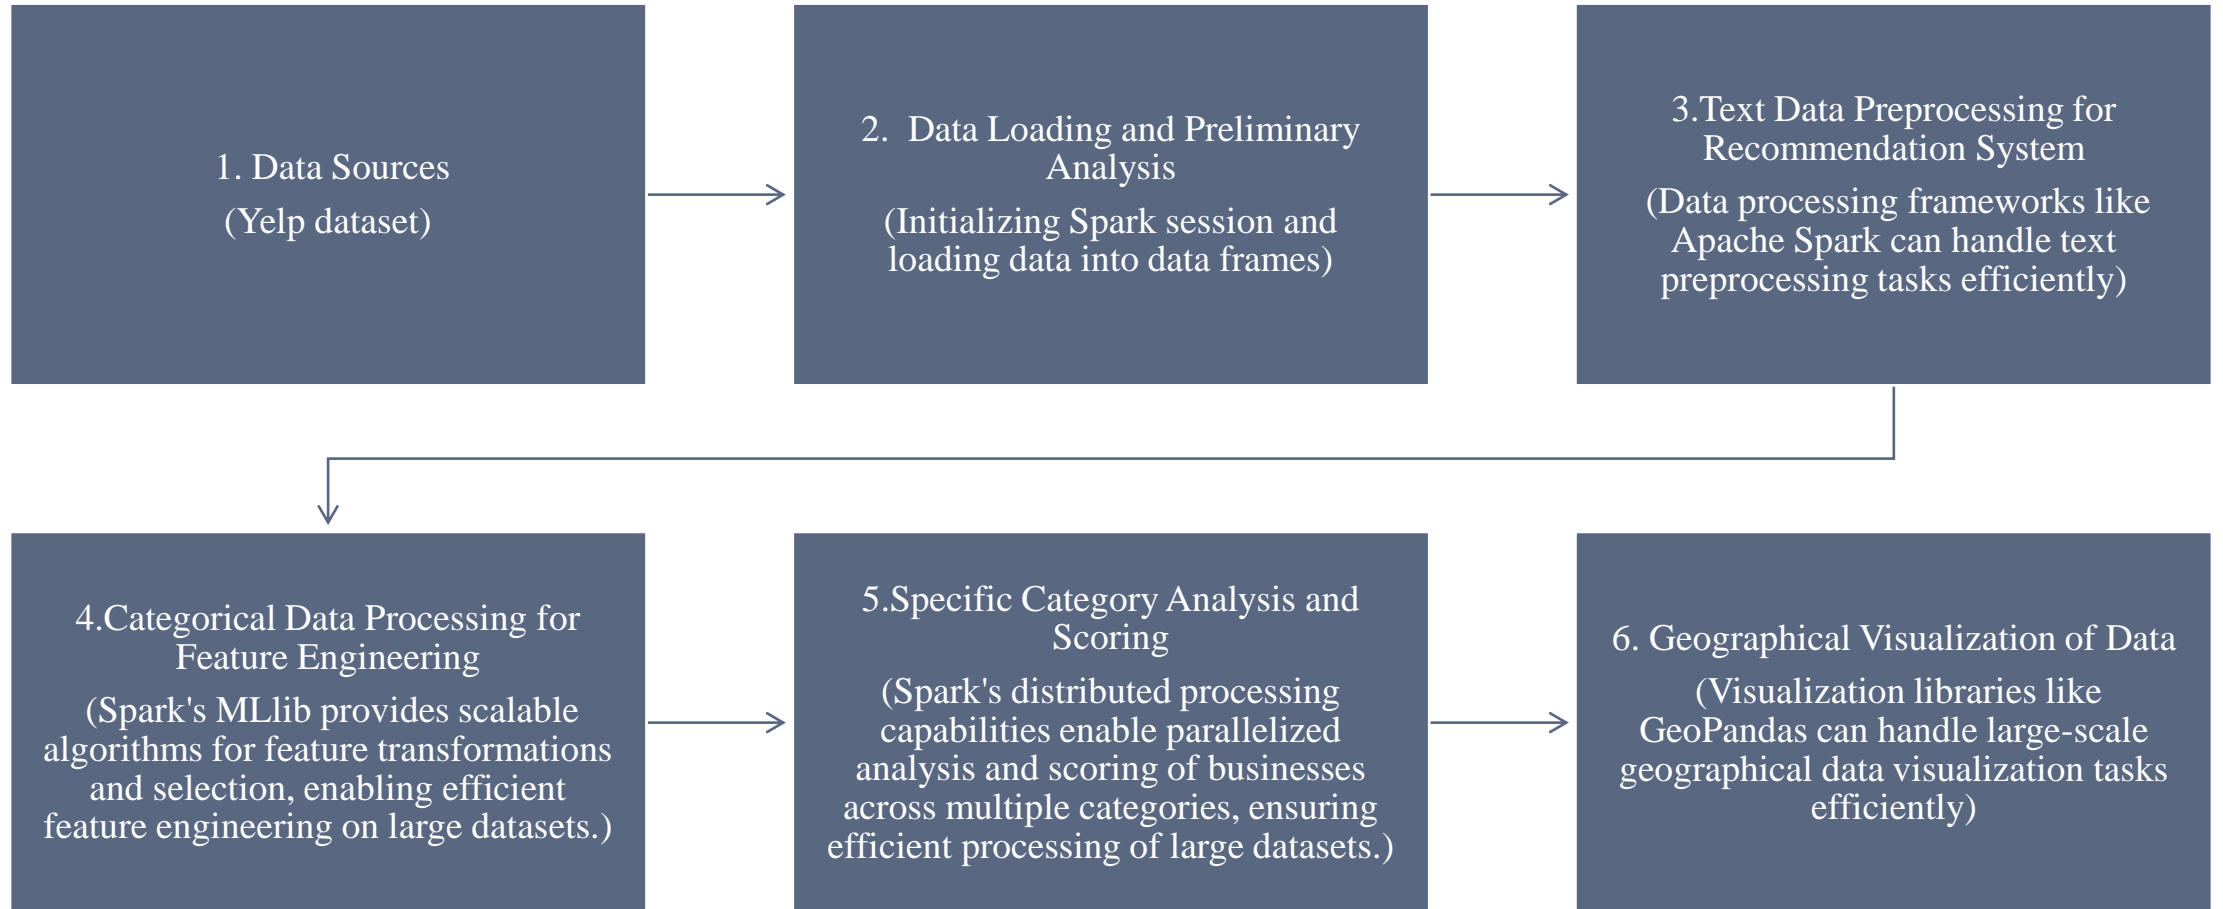 1. Data Sources
(Yelp dataset)
2.  Data Loading and Preliminary
Analysis
(Initializing Spark session and
loading data into data frames)
3.Text Data Preprocessing for
Recommendation System
(Data processing frameworks like
Apache Spark can handle text
preprocessing tasks efficiently)
4.Categorical Data Processing for
Feature Engineering
(Spark's MLlib provides scalable
algorithms for feature transformations
and selection, enabling efficient
feature engineering on large datasets.)
5.Specific Category Analysis and
Scoring
(Spark's distributed processing
capabilities enable parallelized
analysis and scoring of businesses
across multiple categories, ensuring
efficient processing of large datasets.)
6. Geographical Visualization of Data
(Visualization libraries like
GeoPandas can handle large-scale
geographical data visualization tasks
efficiently)